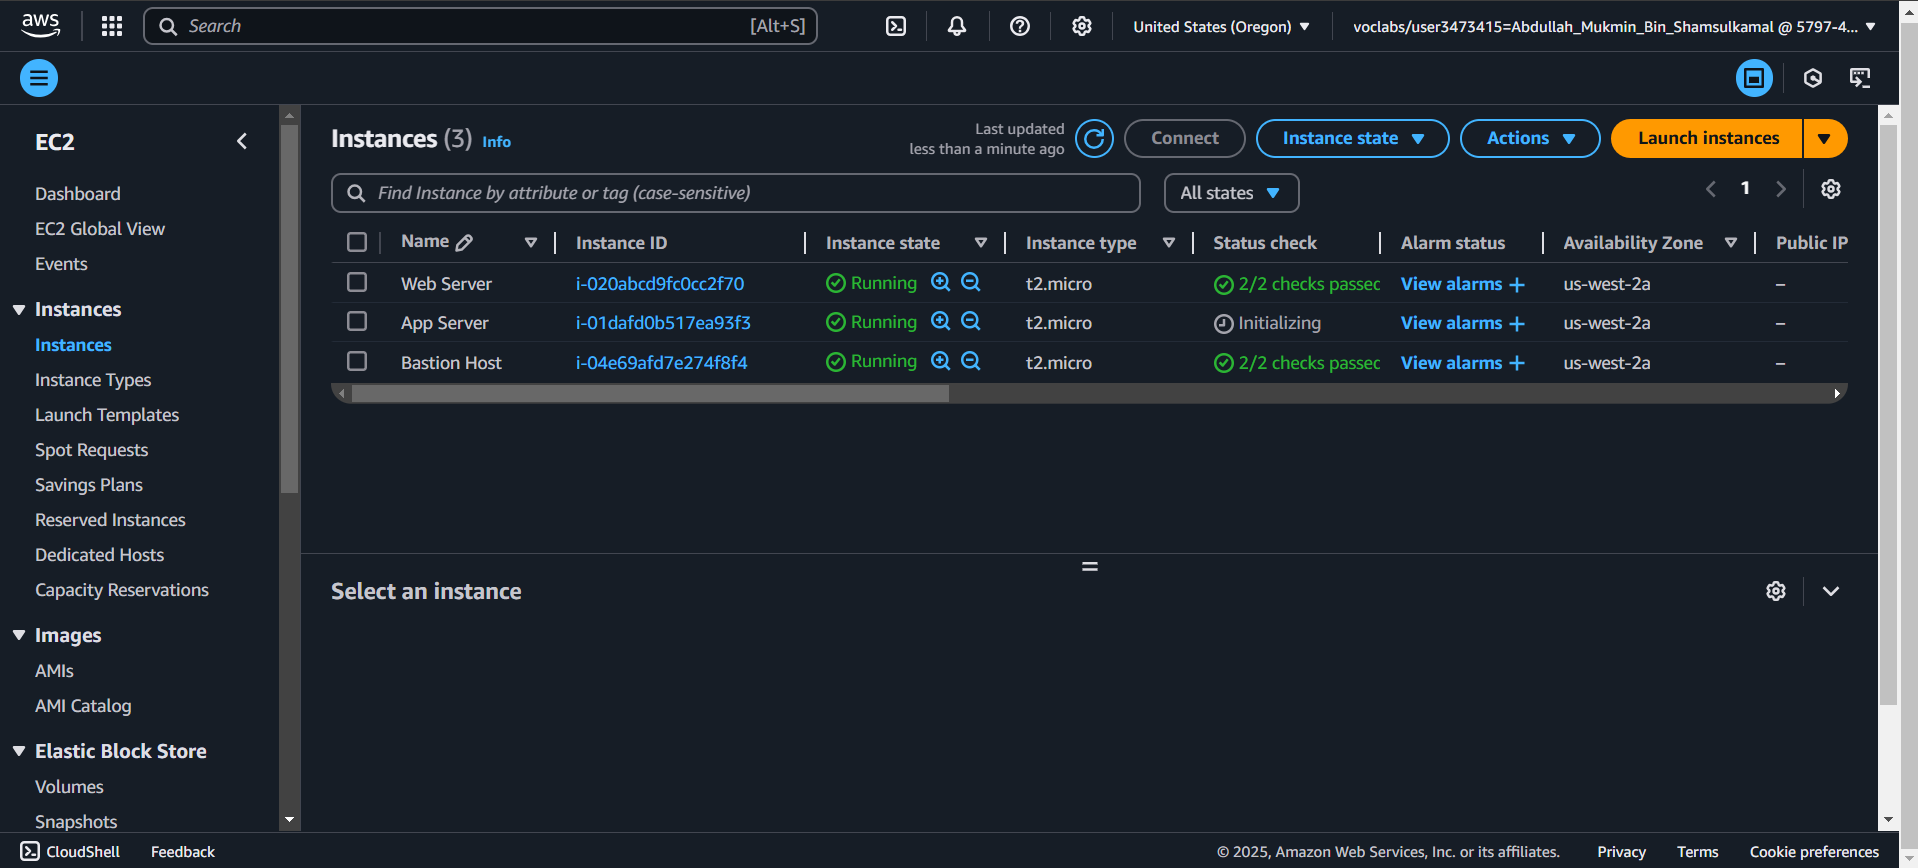 aws
Search [Alt+S]
United States (Oregon)
voclabs/user3473415=Abdullah_Mukmin_Bin_Shamsulkamal @ 5797-4...
EC2
Dashboard
EC2 Global View
Events
Instances
Instances
Instance Types
Launch Templates
Spot Requests
Savings Plans
Reserved Instances
Dedicated Hosts
Capacity Reservations
Images
AMIs
AMI Catalog
Elastic Block Store
Volumes
Snapshots
Instances (3) Info
Last updated
less than a minute ago
Connect
Instance state
Actions
Launch instances
Find Instance by attribute or tag (case-sensitive)
All states
1
Name Instance ID Instance state Instance type Status check Alarm status Availability Zone Public IP
Web Server i-020abcd9fc0cc2f70 Running t2.micro 2/2 checks passed View alarms + us-west-2a –
App Server i-01dafd0b517ea93f3 Running t2.micro Initializing View alarms + us-west-2a –
Bastion Host i-04e69afd7e274f8f4 Running t2.micro 2/2 checks passed View alarms + us-west-2a –
Select an instance
CloudShell Feedback © 2025, Amazon Web Services, Inc. or its affiliates. Privacy Terms Cookie preferences